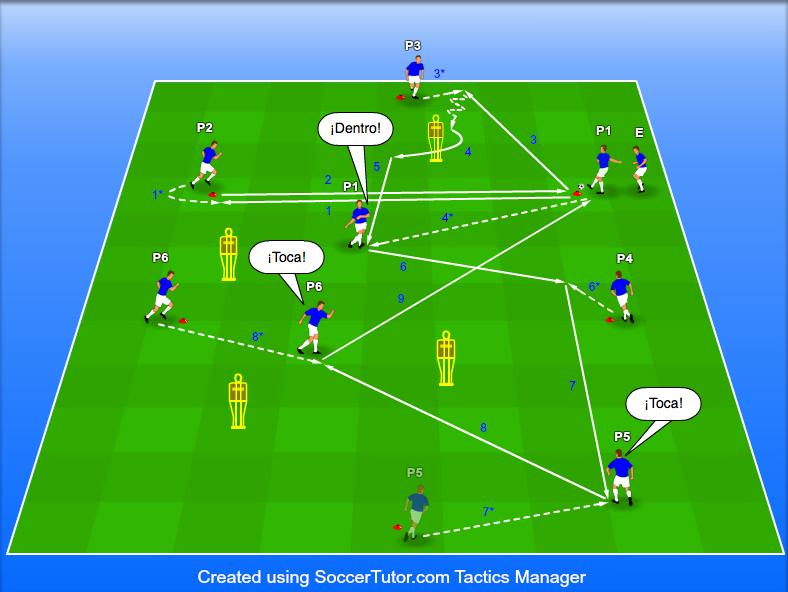 P3
3*
¡Dentro!
P2
3
P1
E
4
5
2
P1
1*
1
4*
P6
¡Toca!
P6
6
P4
6*
9
8*
7
¡Toca!
8
P5
P5
7*
Created using SoccerTutor.com Tactics Manager